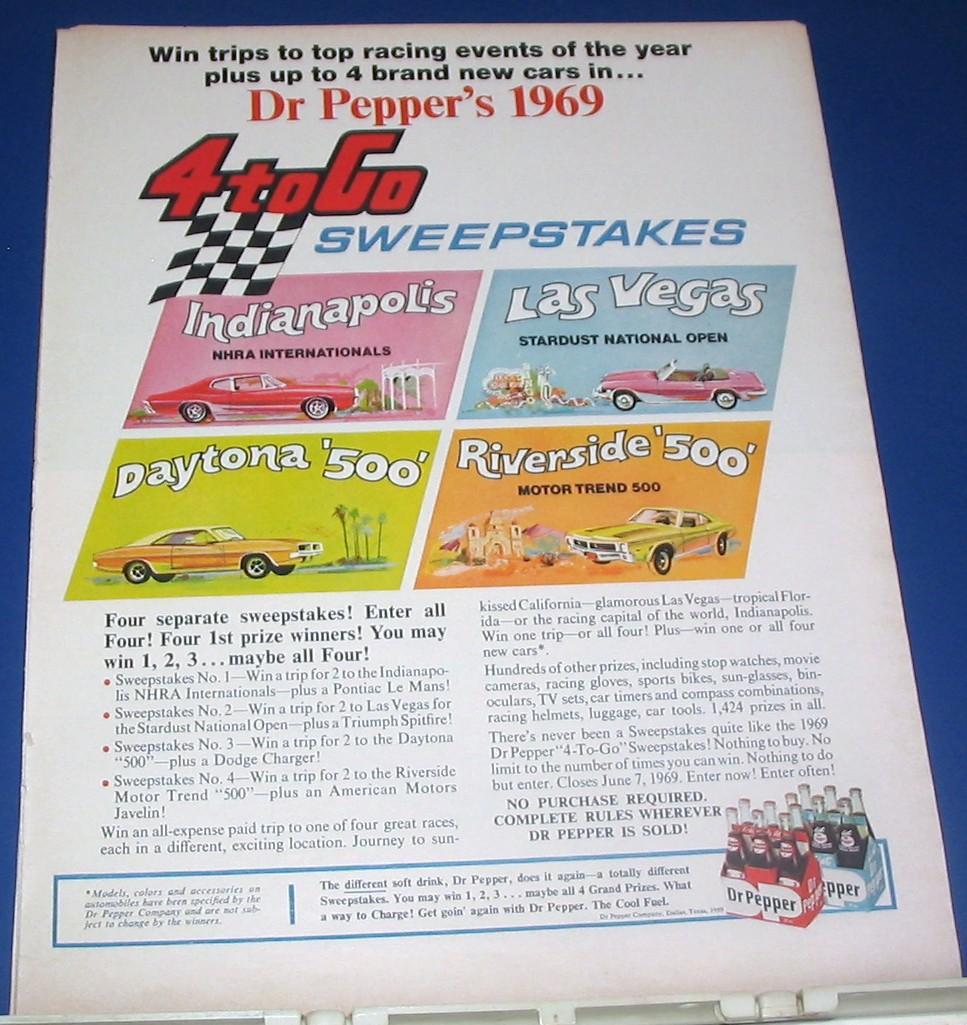 Win trips to top racing events of the year
plus up to 4 brand new cars in...
Dr Pepper's 1969
4 to Go
SWEEPSTAKES
Indianapolis
NHRA INTERNATIONALS
Las Vegas
STARDUST NATIONAL OPEN
Daytona '500'
Riverside '500'
MOTOR TREND 500
Four separate sweepstakes! Enter all
Four! Four 1st prize winners! You may
win 1, 2, 3...maybe all Four!
• Sweepstakes No. 1—Win a trip for 2 to the Indianapo-
lis NHRA Internationals—plus a Pontiac Le Mans!
• Sweepstakes No. 2—Win a trip for 2 to Las Vegas for
the Stardust National Open—plus a Triumph Spitfire!
• Sweepstakes No. 3—Win a trip for 2 to the Daytona
"500"—plus a Dodge Charger!
• Sweepstakes No. 4—Win a trip for 2 to the Riverside
Motor Trend "500"—plus an American Motors
Javelin!
Win an all-expense paid trip to one of four great races,
each in a different, exciting location. Journey to sun-
kissed California—glamorous Las Vegas—tropical Flor-
ida—or the racing capital of the world, Indianapolis.
Win one trip—or all four! Plus—win one or all four
new cars*.
Hundreds of other prizes, including stop watches, movie
cameras, racing gloves, sports bikes, sun-glasses, bin-
oculars, TV sets, car timers and compass combinations,
racing helmets, luggage, car tools. 1,424 prizes in all.
There's never been a Sweepstakes quite like the 1969
Dr Pepper "4-To-Go" Sweepstakes! Nothing to buy. No
limit to the number of times you can win. Nothing to do
but enter. Closes June 7, 1969. Enter now! Enter often!
NO PURCHASE REQUIRED.
COMPLETE RULES WHEREVER
DR PEPPER IS SOLD!
*Models, colors and accessories on
automobiles have been specified by the
Dr Pepper Company and are not sub-
ject to change by the winners.
The different soft drink, Dr Pepper, does it again—a totally different
Sweepstakes. You may win 1, 2, 3...maybe all 4 Grand Prizes. What
a way to Charge! Get goin' again with Dr Pepper. The Cool Fuel.
Dr Pepper Company, Dallas, Texas, 1969
Dr Pepper
pper